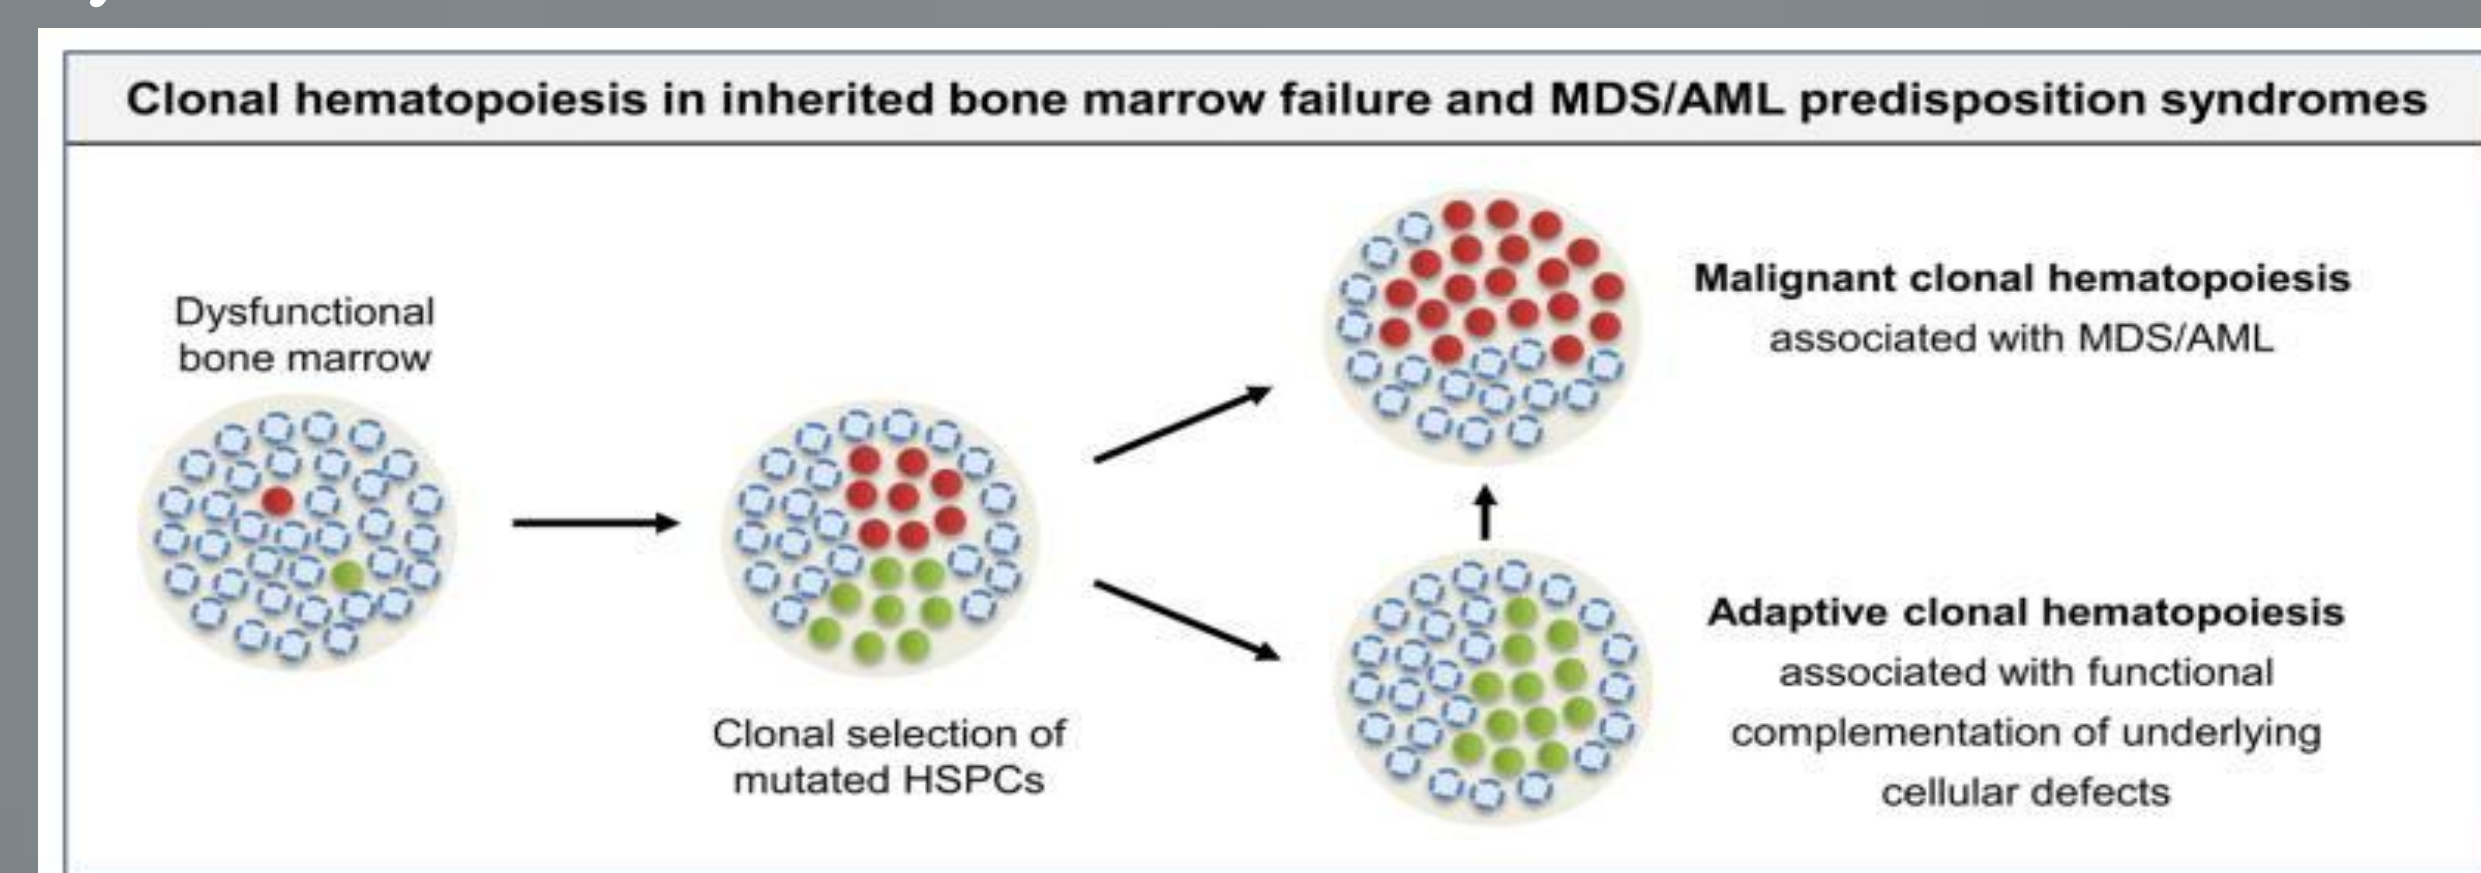 Clonal hematopoiesis in inherited bone marrow failure and MDS/AML predisposition syndromes
Dysfunctional
bone marrow
Clonal selection of
mutated HSPCs
Malignant clonal hematopoiesis
associated with MDS/AML
Adaptive clonal hematopoiesis
associated with functional
complementation of underlying
cellular defects